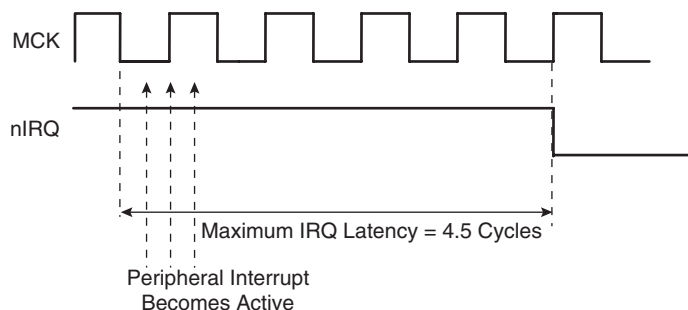 MCK
nIRQ
Maximum IRQ Latency = 4.5 Cycles
Peripheral Interrupt
Becomes Active